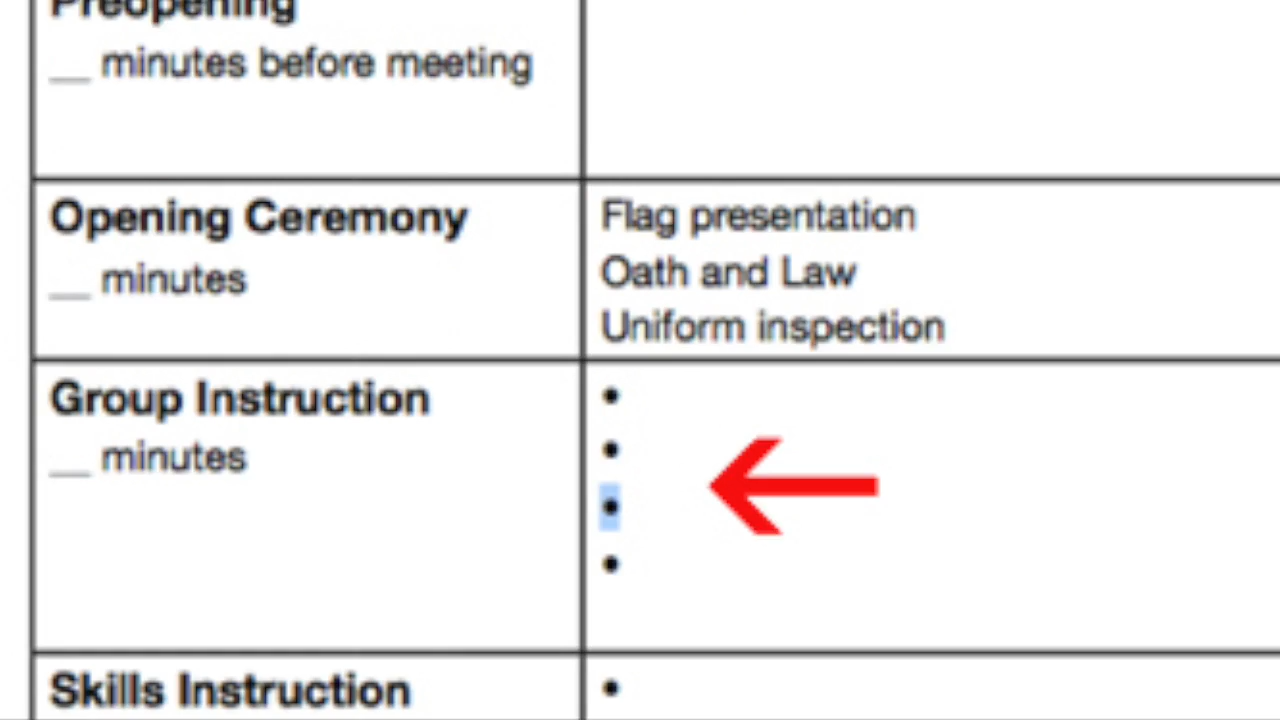 Preopening
__ minutes before meeting
Opening Ceremony
__ minutes
Flag presentation
Oath and Law
Uniform inspection
Group Instruction
__ minutes
•
•
•
•
Skills Instruction
•